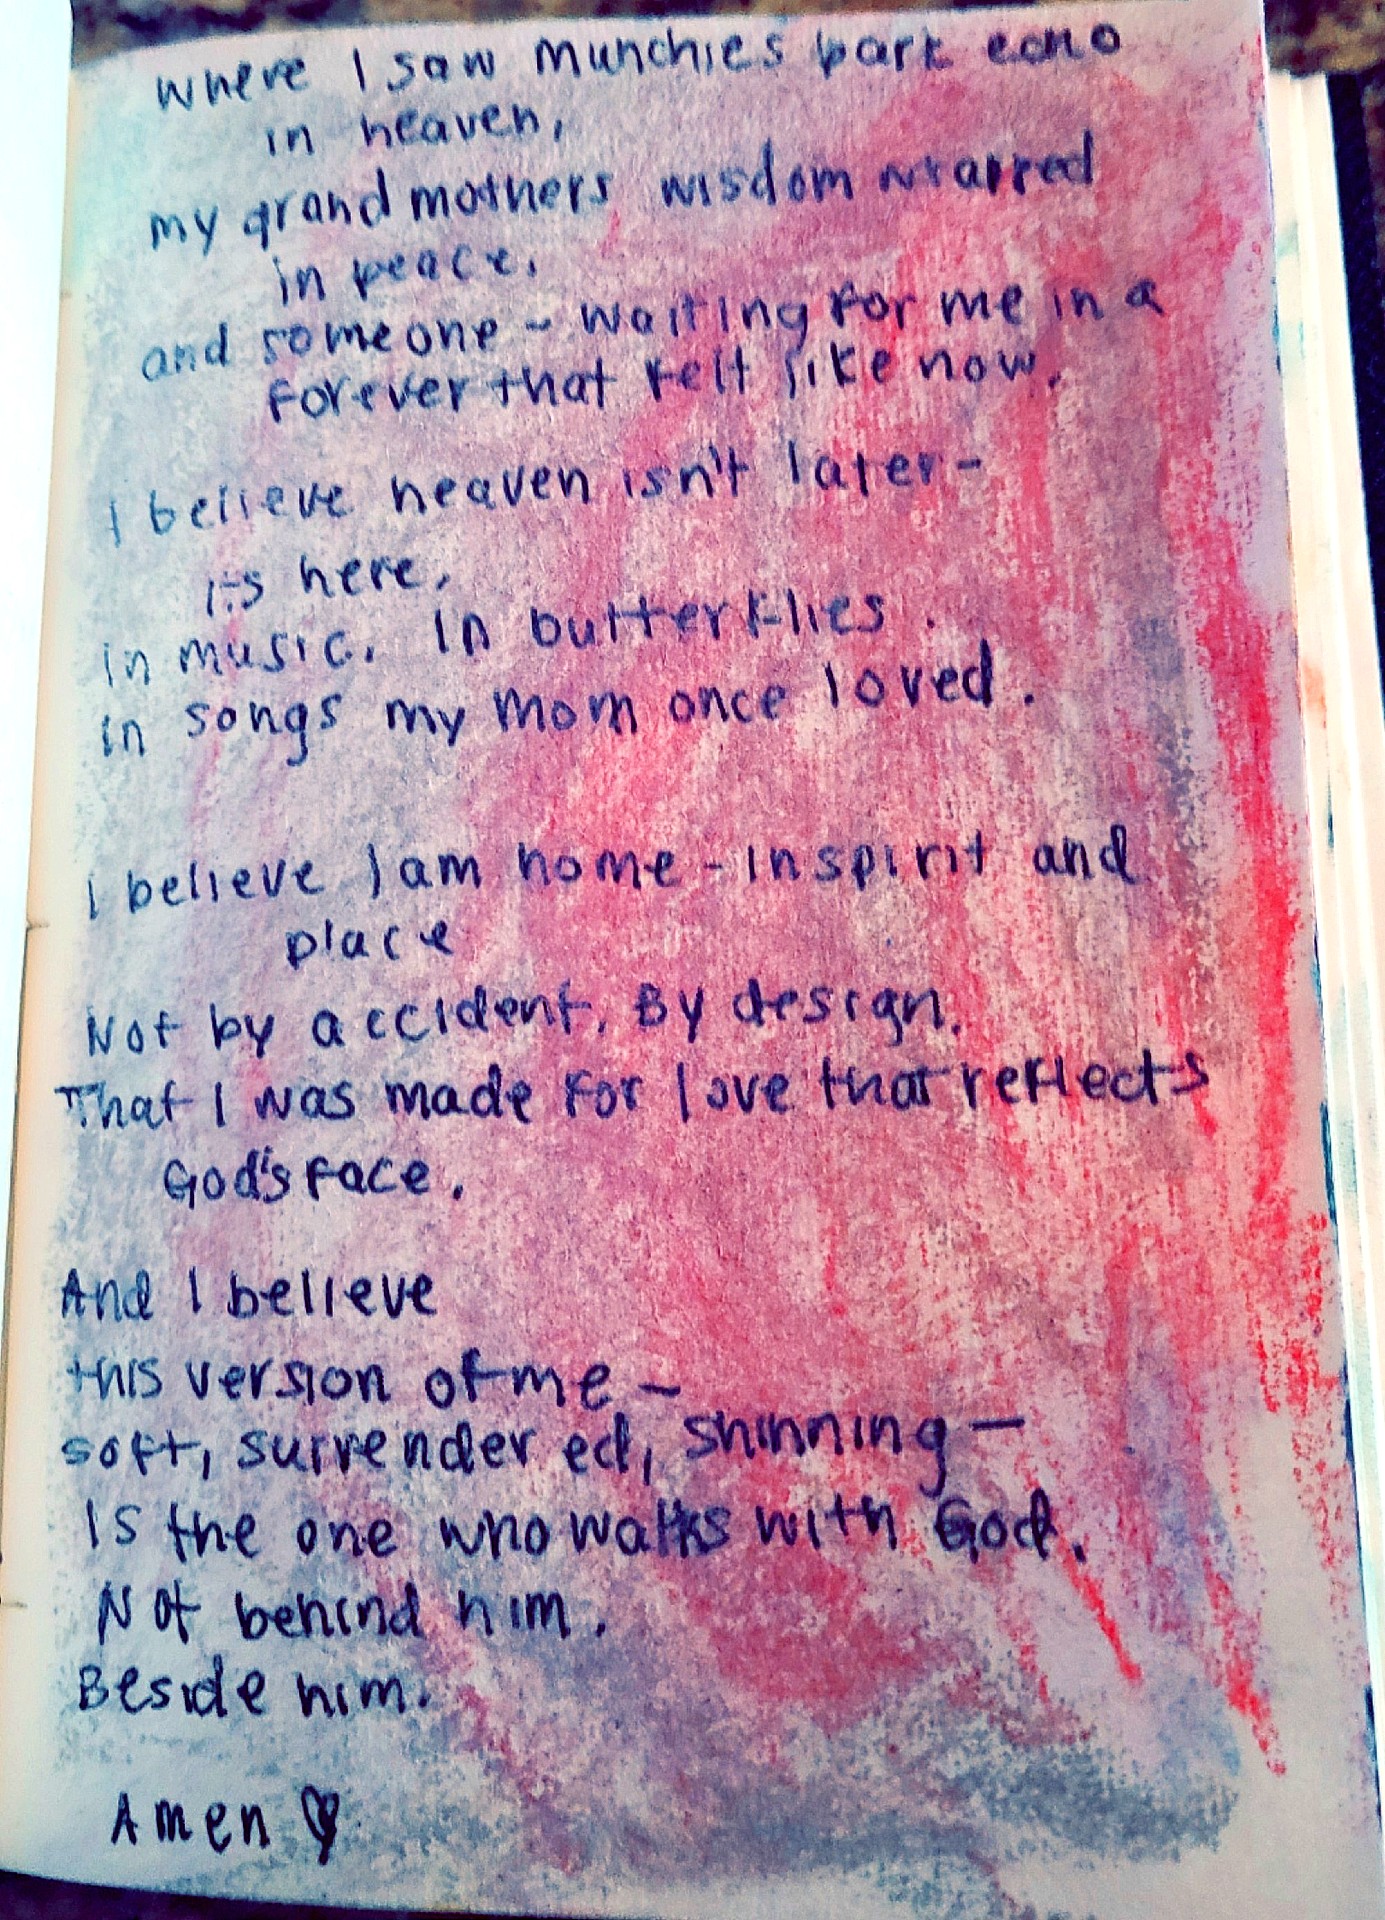 where I saw Munchies bark echo
in heaven,
my grandmothers wisdom wrapped
in peace,
and someone - waiting for me in a
forever that felt like now.
I believe heaven isn't later-
its here,
in music. In butterflies.
in songs my mom once loved.
I believe I am home - in spirit and
place
Not by accident. By design.
That I was made for love that reflects
God's face.
And I believe
this version of me -
soft, surrendered, shinning -
Is the one who walks with God.
Not behind him.
Beside him.
Amen ♡